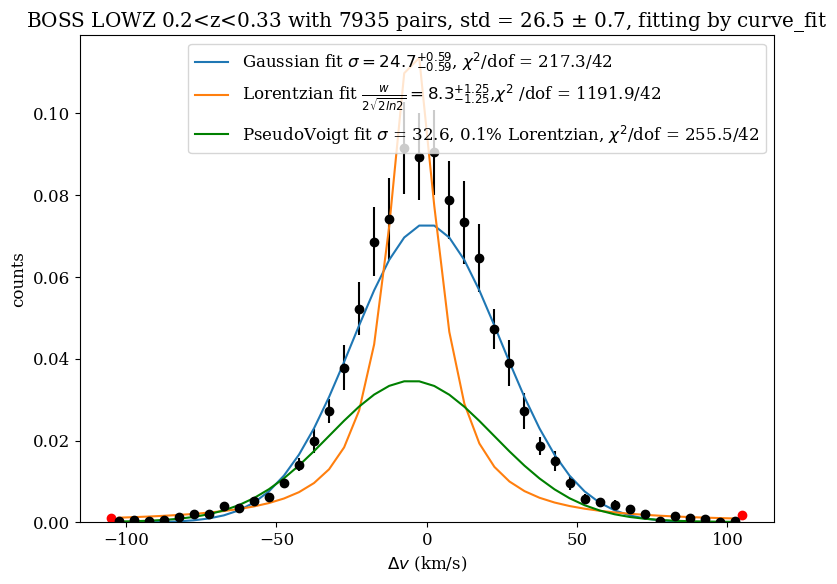 BOSS LOWZ 0.2<z<0.33 with 7935 pairs, std = 26.5 ± 0.7, fitting by curve_fit
Gaussian fit σ = 24.7^{+0.59}_{−0.59}, χ²/dof = 217.3/42
Lorentzian fit \frac{w}{2\sqrt{2ln2}} = 8.3^{+1.25}_{−1.25},χ² /dof = 1191.9/42
PseudoVoigt fit σ = 32.6, 0.1% Lorentzian, χ²/dof = 255.5/42
counts
0.10
0.08
0.06
0.04
0.02
0.00
−100 −50 0 50 100
Δv (km/s)